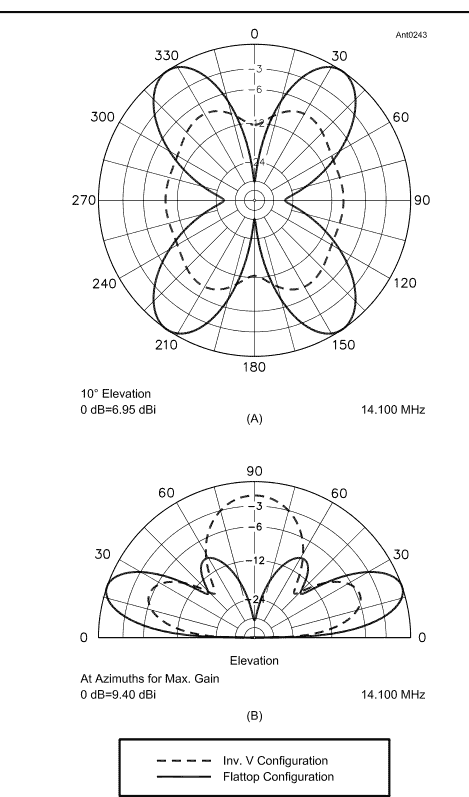 Ant0243
0
330
30
-3
-6
300
60
-12
-24
270
90
240
120
210
150
180
10° Elevation
0 dB=6.95 dBi
(A)
14.100 MHz
90
60
60
-3
-6
30
30
-12
-24
0
0
Elevation
At Azimuths for Max. Gain
0 dB=9.40 dBi
14.100 MHz
(B)
Inv. V Configuration
Flattop Configuration